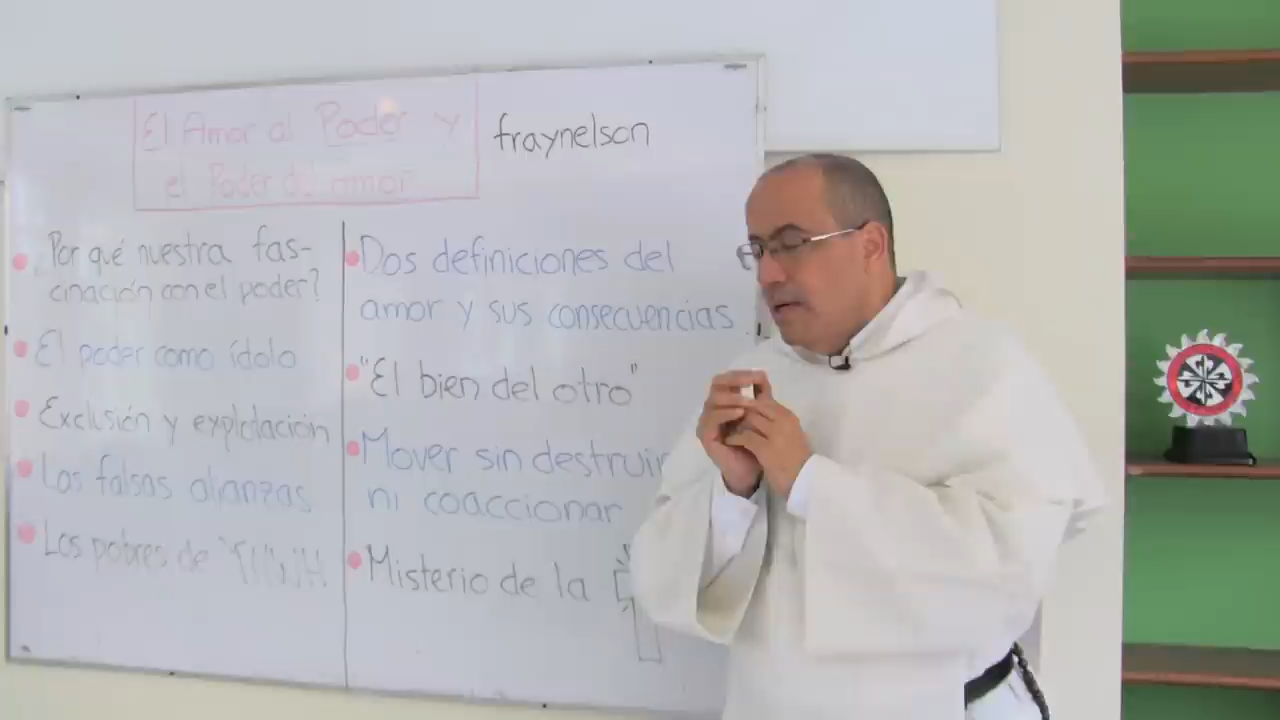 El Amor al Poder y
el Poder del amor
fraynelson
Por qué nuestra fas-
cinación con el poder?
El poder como ídolo
Exclusión y explotación
Las falsas alianzas
Los pobres de
Dos definiciones del
amor y sus consecuencias
"El bien del otro"
Mover sin destruir
ni coaccionar
Misterio de la